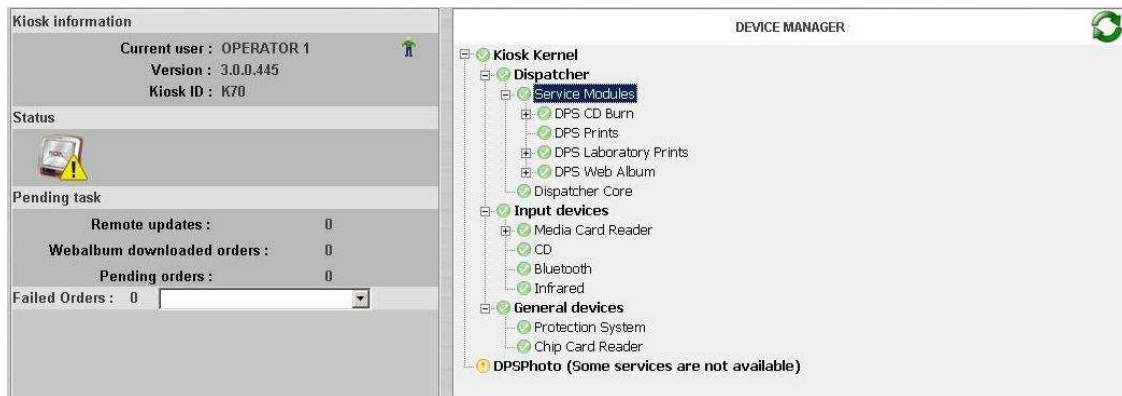 Kiosk information
Current user : OPERATOR 1
Version : 3.0.0.445
Kiosk ID : K70
Status
Pending task
Remote updates : 0
Webalbum downloaded orders : 0
Pending orders : 0
Failed Orders : 0
DEVICE MANAGER
Kiosk Kernel
Dispatcher
Service Modules
DPS CD Burn
DPS Prints
DPS Laboratory Prints
DPS Web Album
Dispatcher Core
Input devices
Media Card Reader
CD
Bluetooth
Infrared
General devices
Protection System
Chip Card Reader
DPSPhoto (Some services are not available)